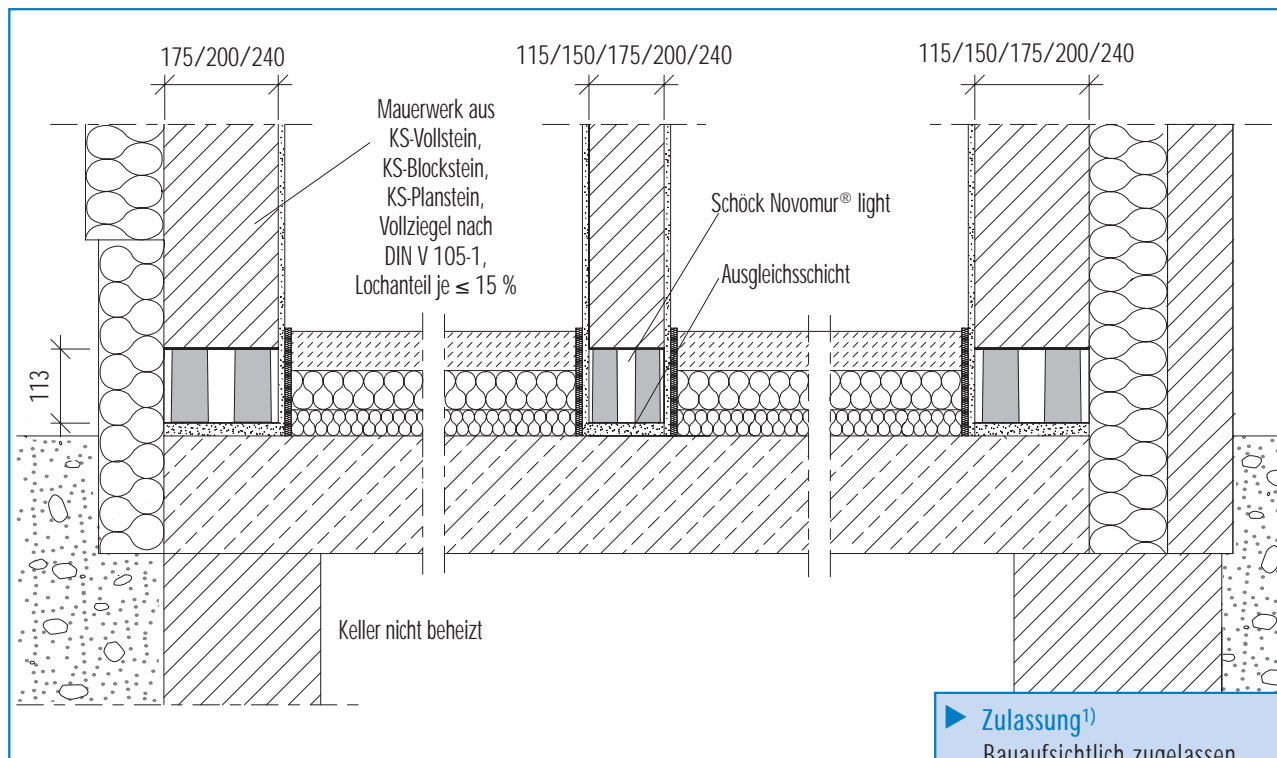 175/200/240
115/150/175/200/240
115/150/175/200/240
Mauerwerk aus
KS-Vollstein,
KS-Blockstein,
KS-Planstein,
Vollziegel nach
DIN V 105-1,
Lochanteil je ≤ 15 %
Schöck Novomur® light
Ausgleichsschicht
113
Keller nicht beheizt
Zulassung1)
Bauaufsichtlich zugelassen